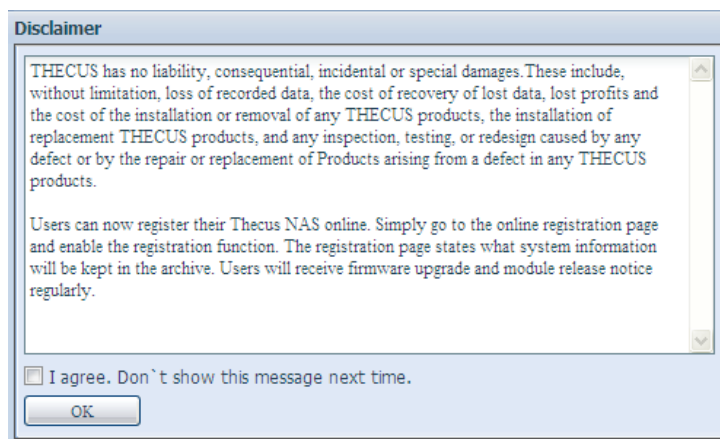 Disclaimer
THECUS has no liability, consequential, incidental or special damages.These include,
without limitation, loss of recorded data, the cost of recovery of lost data, lost profits and
the cost of the installation or removal of any THECUS products, the installation of
replacement THECUS products, and any inspection, testing, or redesign caused by any
defect or by the repair or replacement of Products arising from a defect in any THECUS
products.
Users can now register their Thecus NAS online. Simply go to the online registration page
and enable the registration function. The registration page states what system information
will be kept in the archive. Users will receive firmware upgrade and module release notice
regularly.
I agree. Don`t show this message next time.
OK